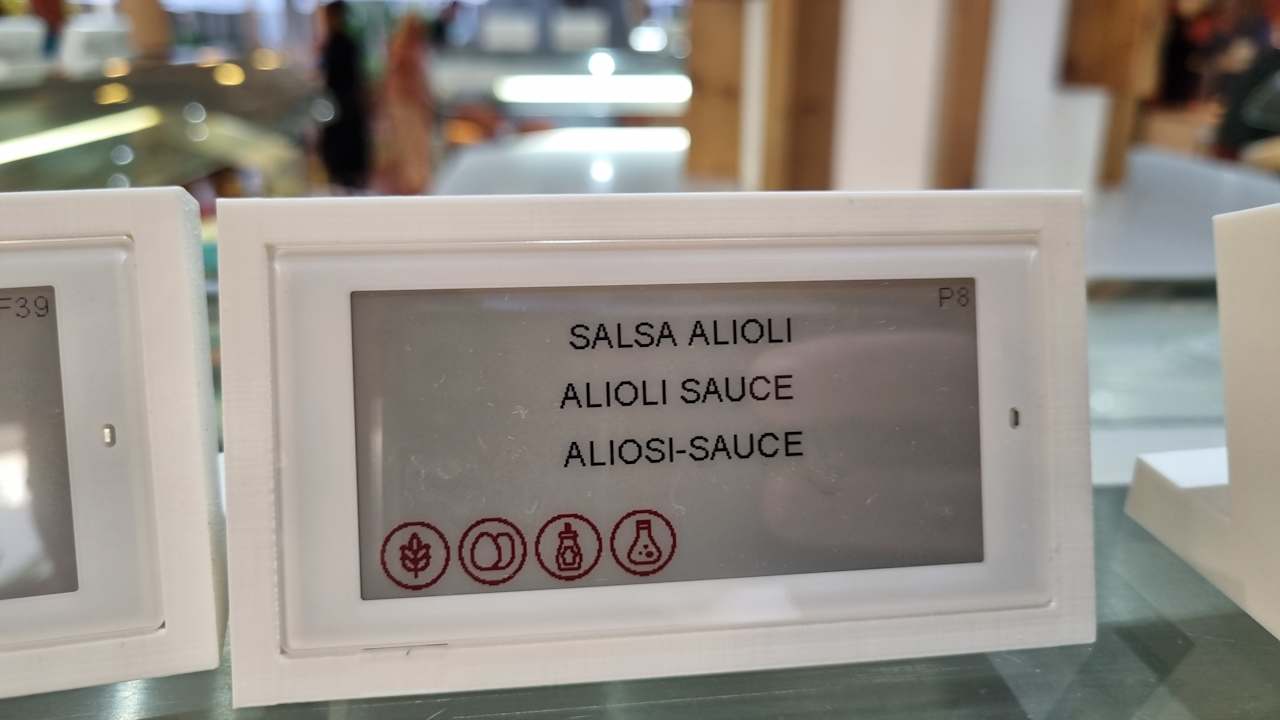 F39
P8
SALSA ALIOLI
ALIOLI SAUCE
ALIOSI-SAUCE